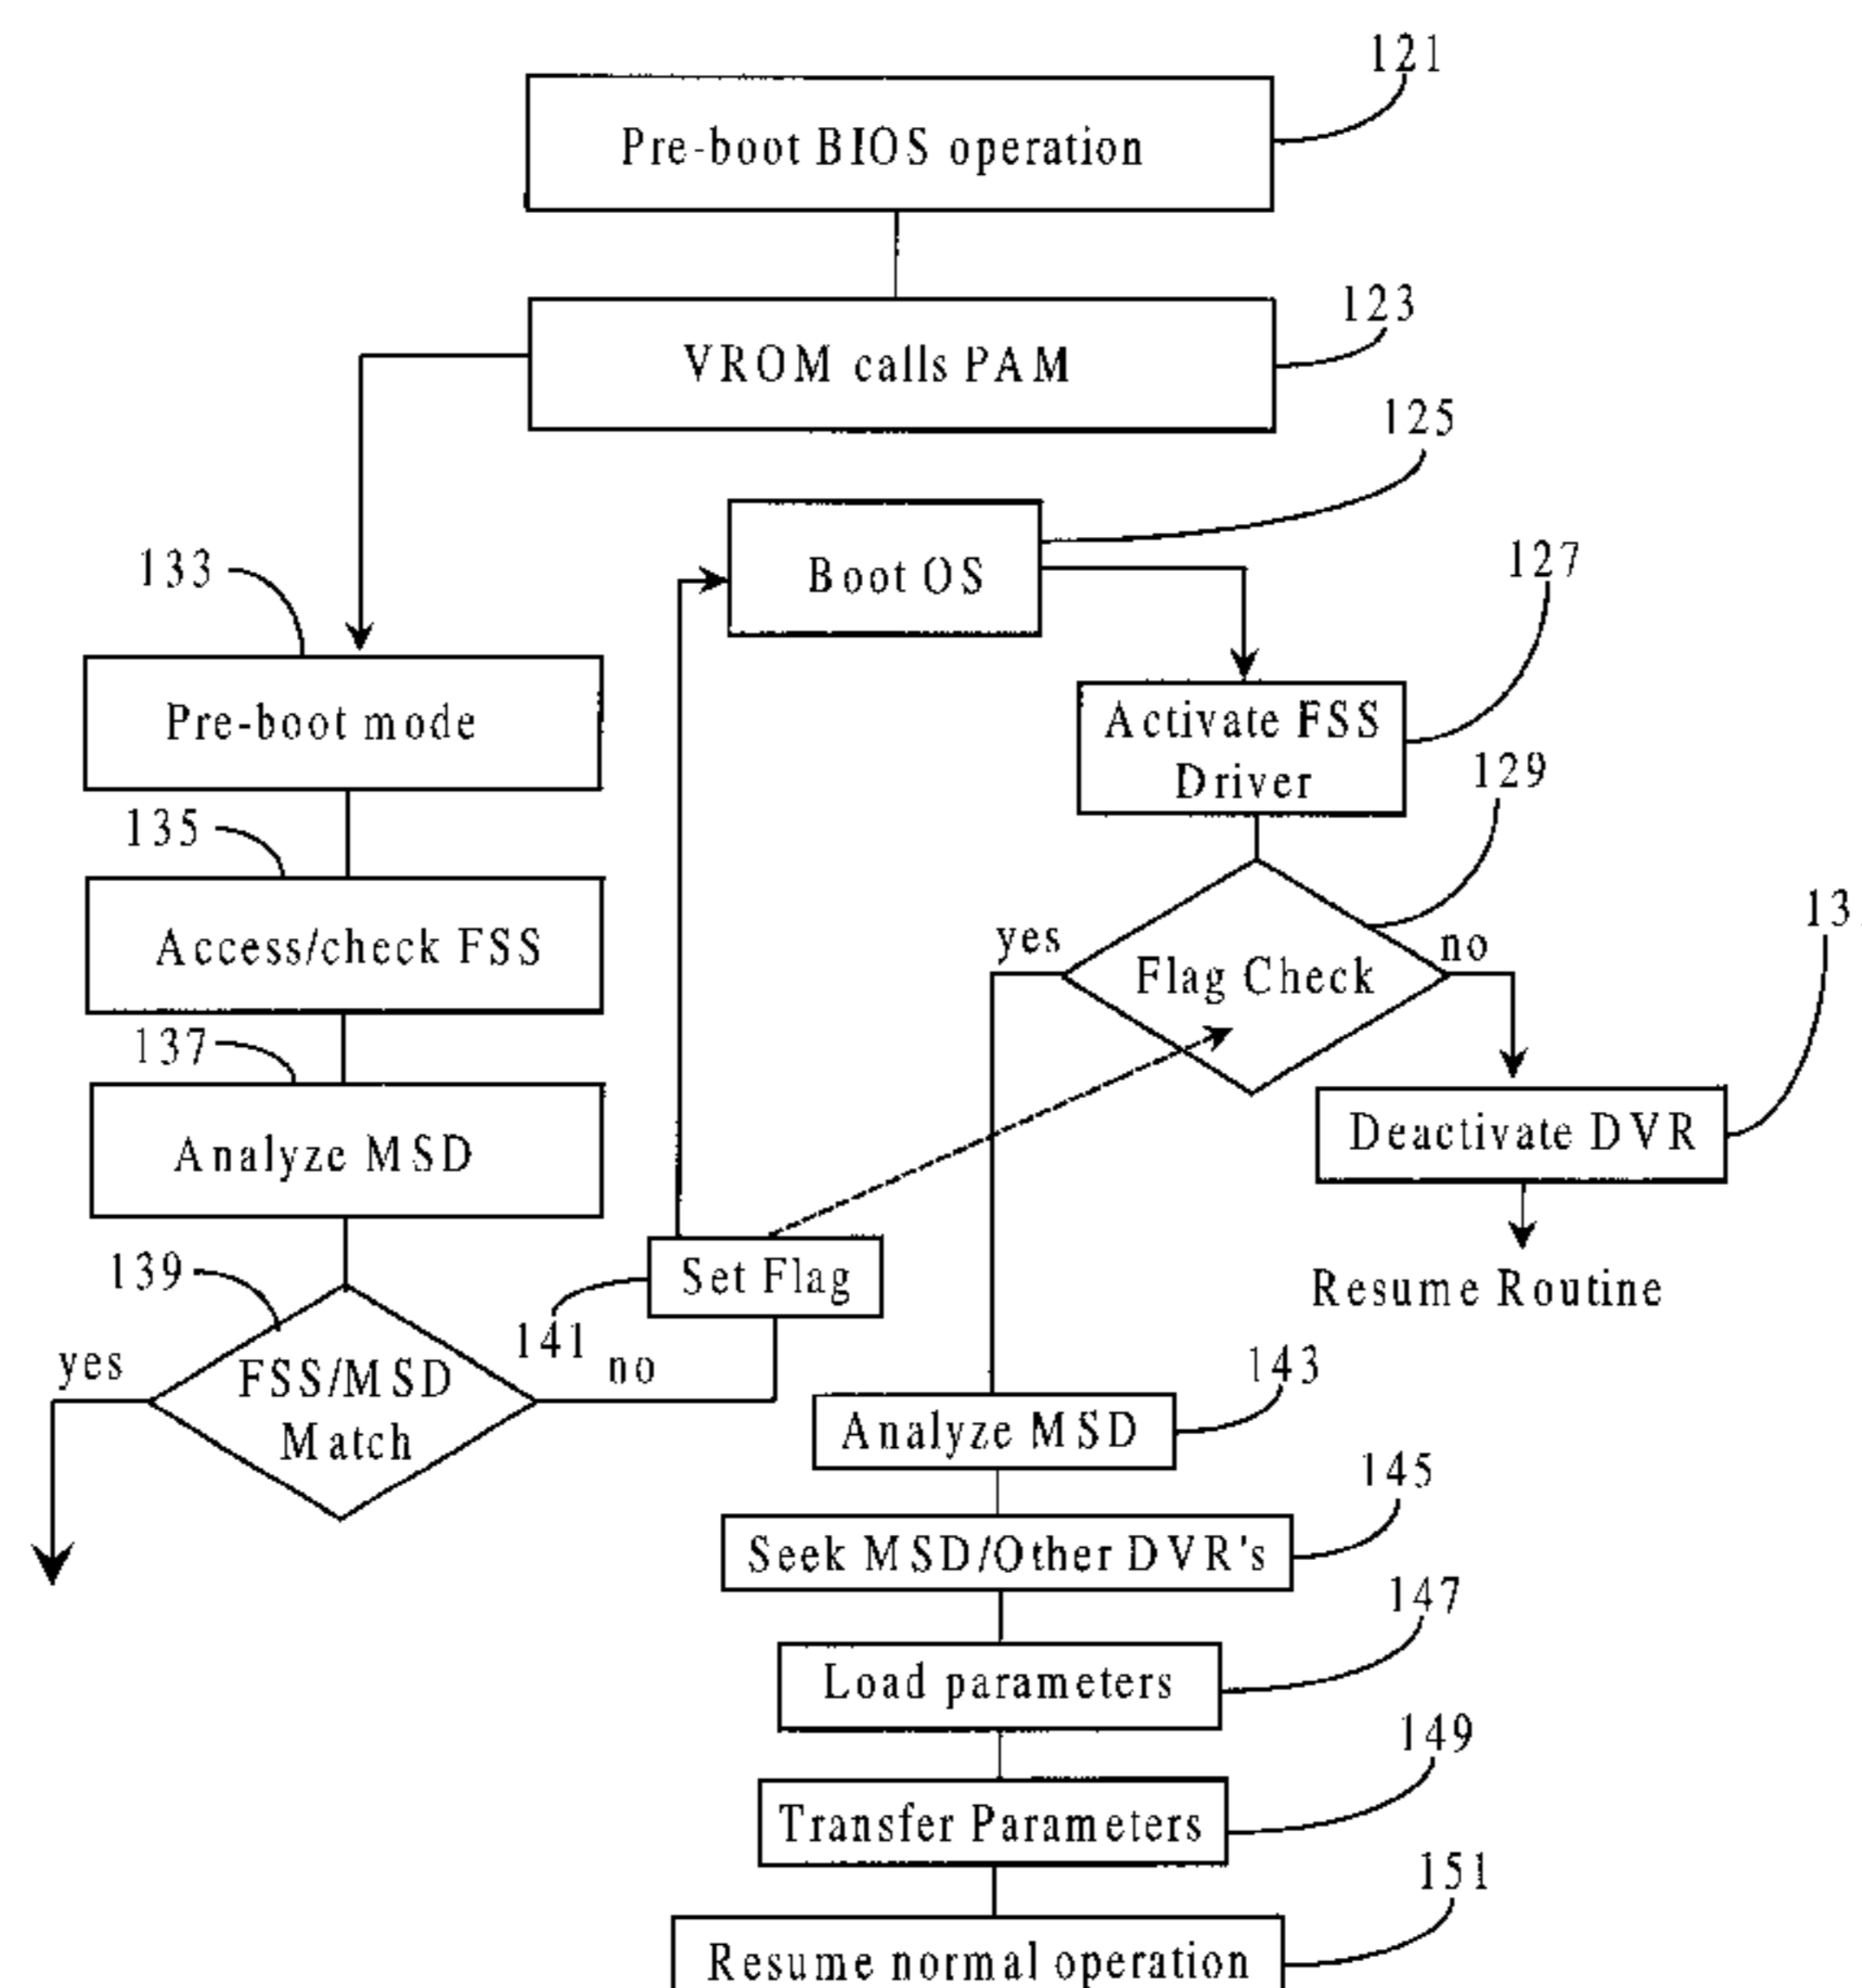 121
Pre-boot BIOS operation
123
VROM calls PAM
125
Boot OS
127
133
Pre-boot mode
Activate FSS
Driver
129
135
Access/check FSS
yes
Flag Check
no
13
137
Analyze MSD
Deactivate DVR
Resume Routine
139
Set Flag
141
yes
FSS/MSD
Match
no
143
Analyze MSD
145
Seek MSD/Other DVR's
147
Load parameters
149
Transfer Parameters
151
Resume normal operation